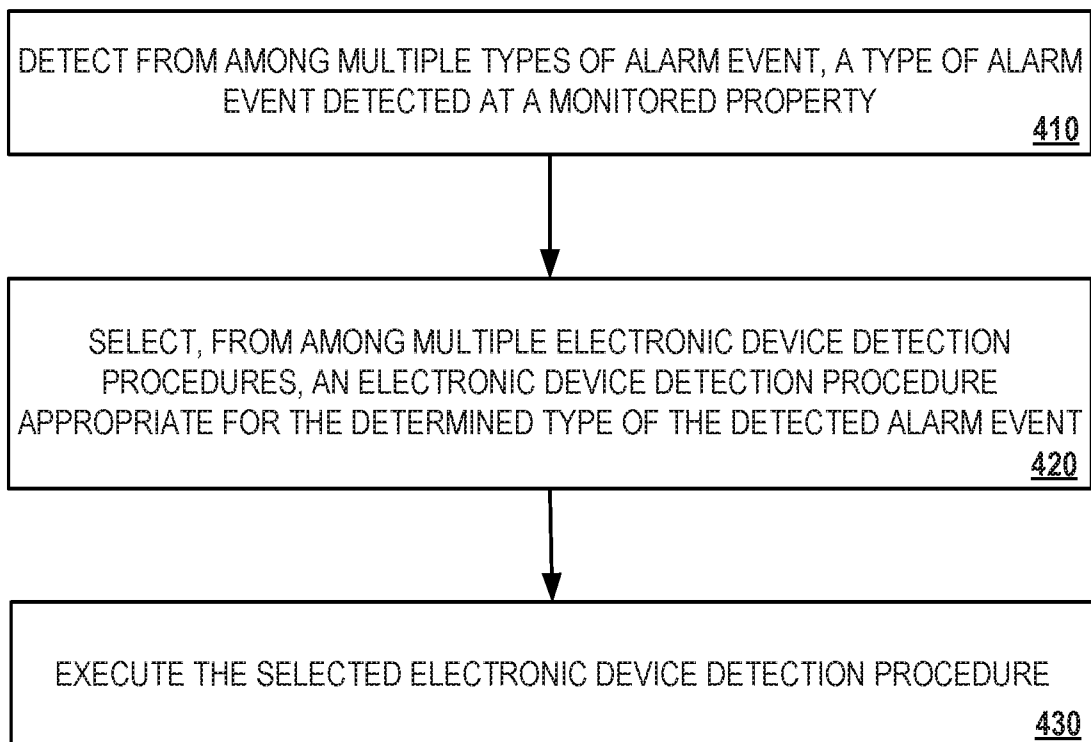 DETECT FROM AMONG MULTIPLE TYPES OF ALARM EVENT, A TYPE OF ALARM
EVENT DETECTED AT A MONITORED PROPERTY
410
SELECT, FROM AMONG MULTIPLE ELECTRONIC DEVICE DETECTION
PROCEDURES, AN ELECTRONIC DEVICE DETECTION PROCEDURE
APPROPRIATE FOR THE DETERMINED TYPE OF THE DETECTED ALARM EVENT
420
EXECUTE THE SELECTED ELECTRONIC DEVICE DETECTION PROCEDURE
430